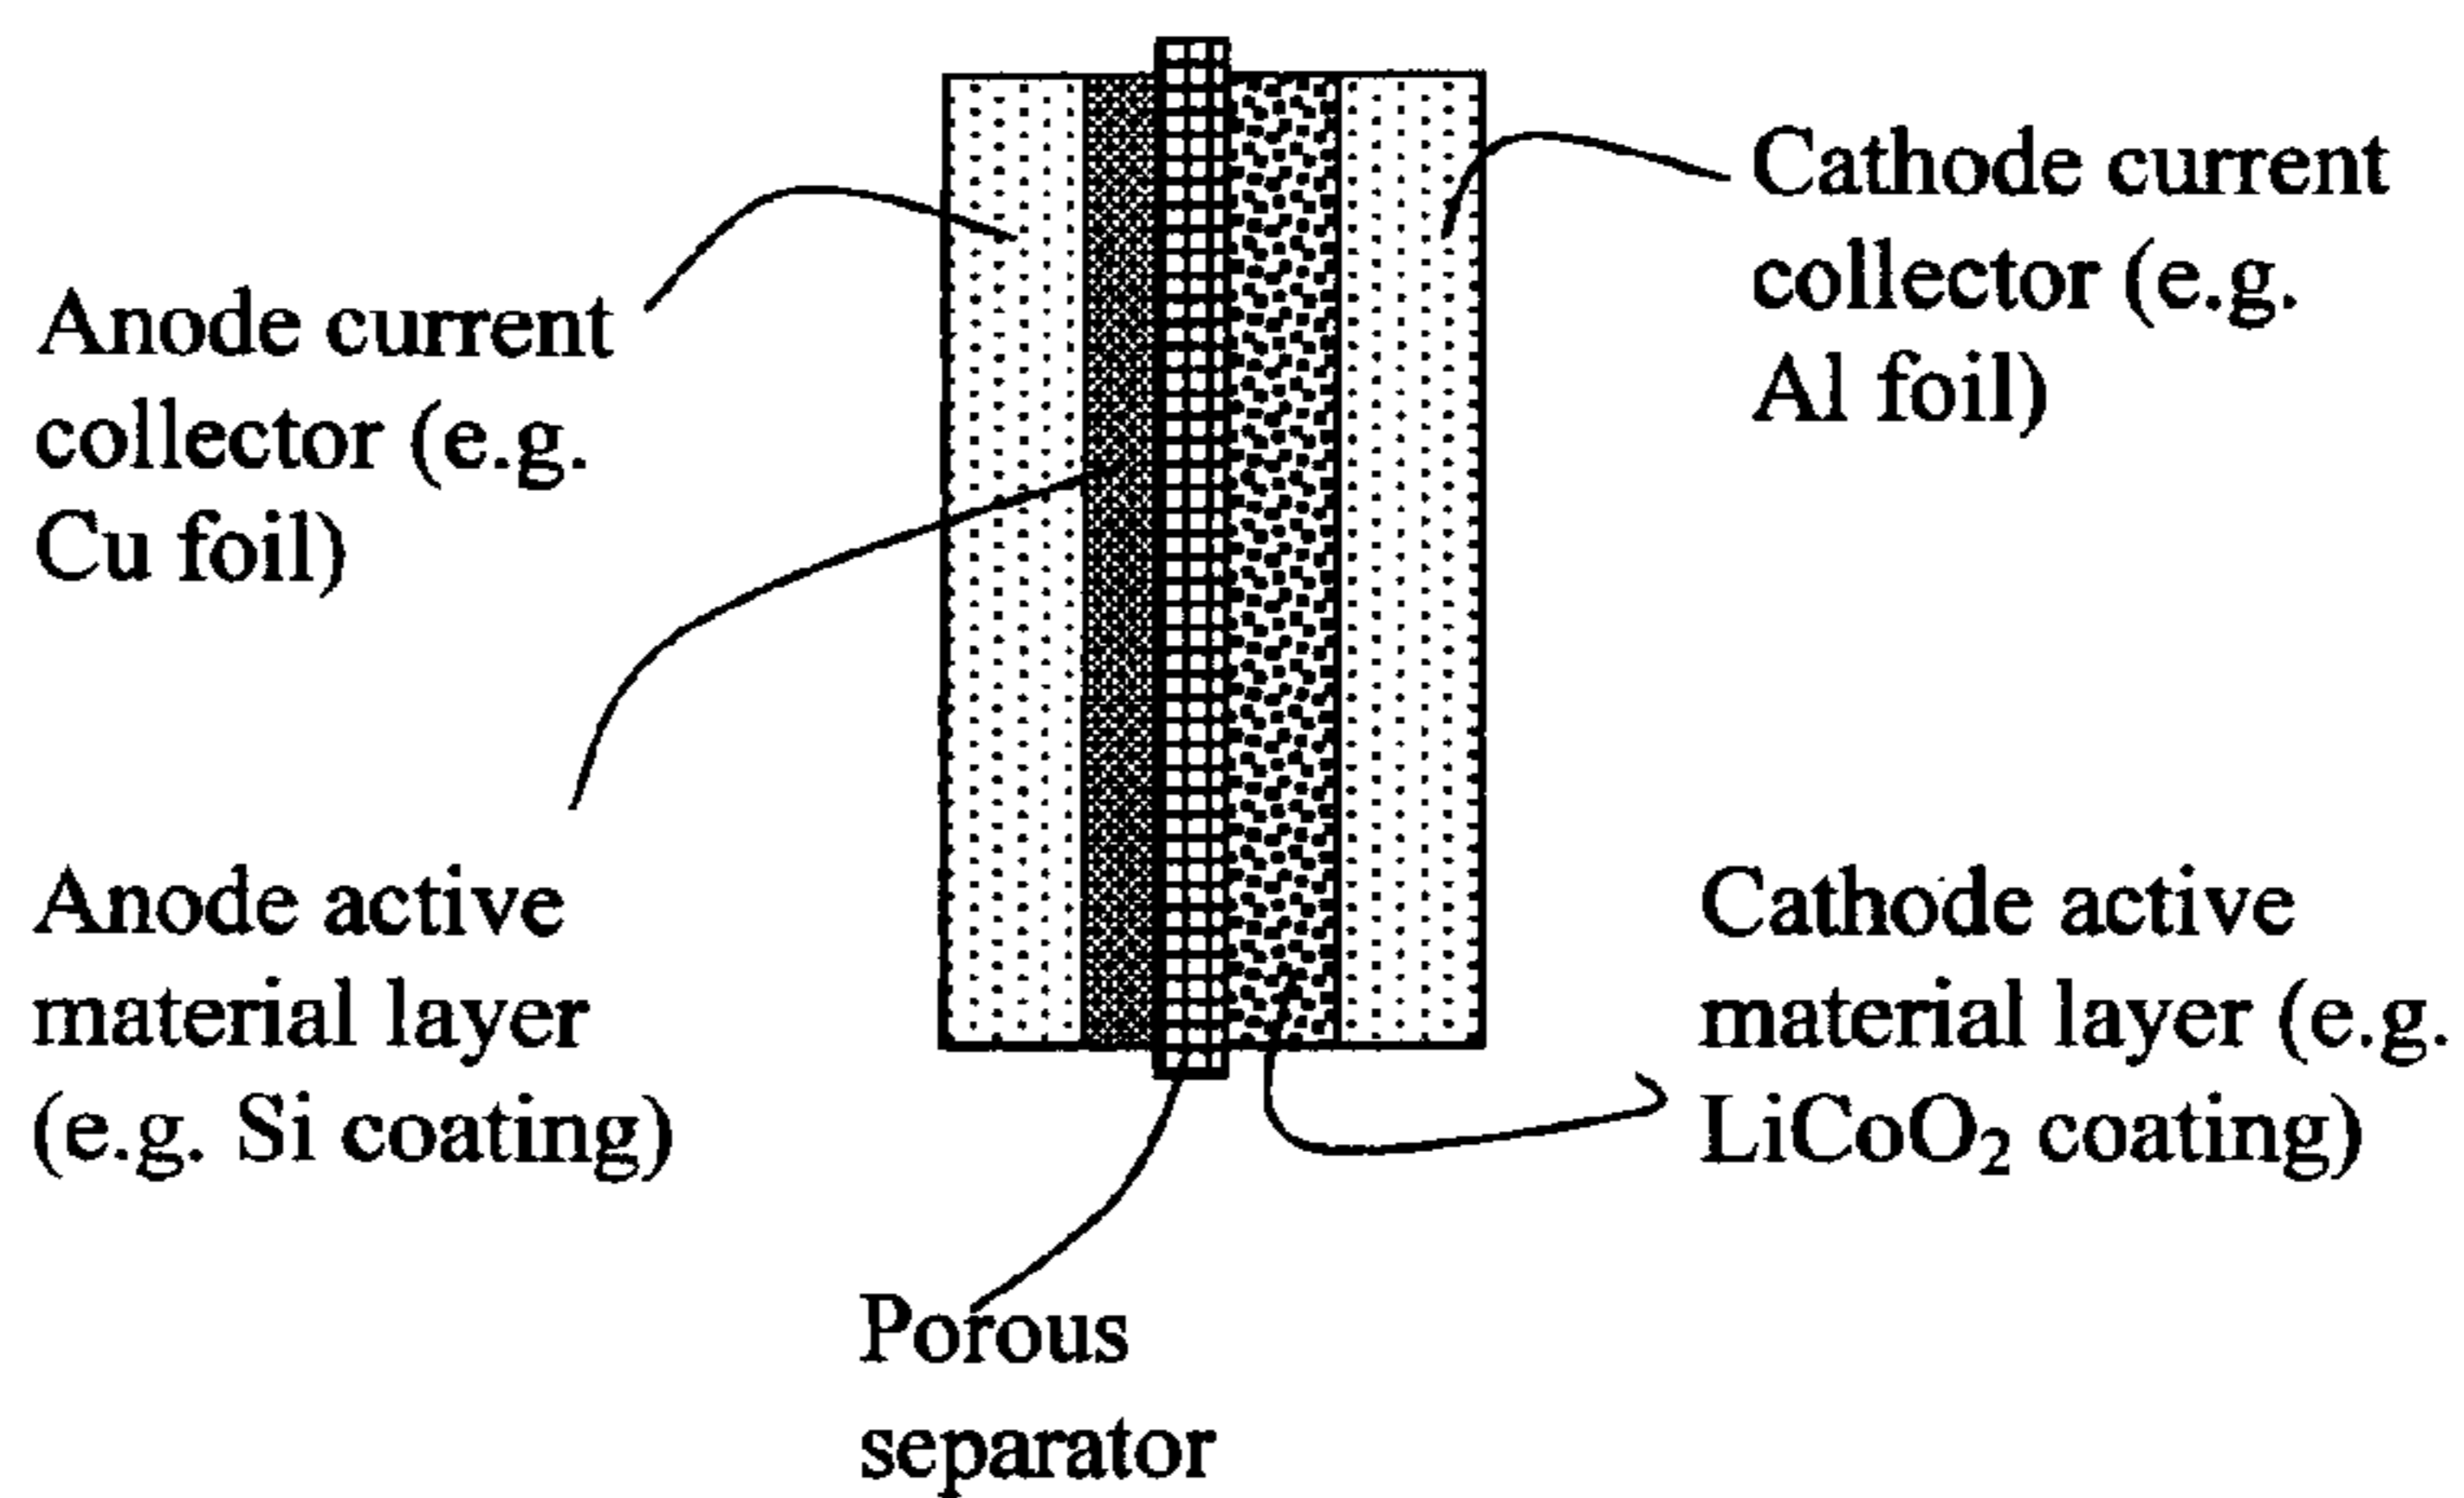 Anode current
collector (e.g.
Cu foil)
Anode active
material layer
(e.g. Si coating)
Porous
separator
Cathode current
collector (e.g.
Al foil)
Cathode active
material layer (e.g.
LiCoO₂ coating)